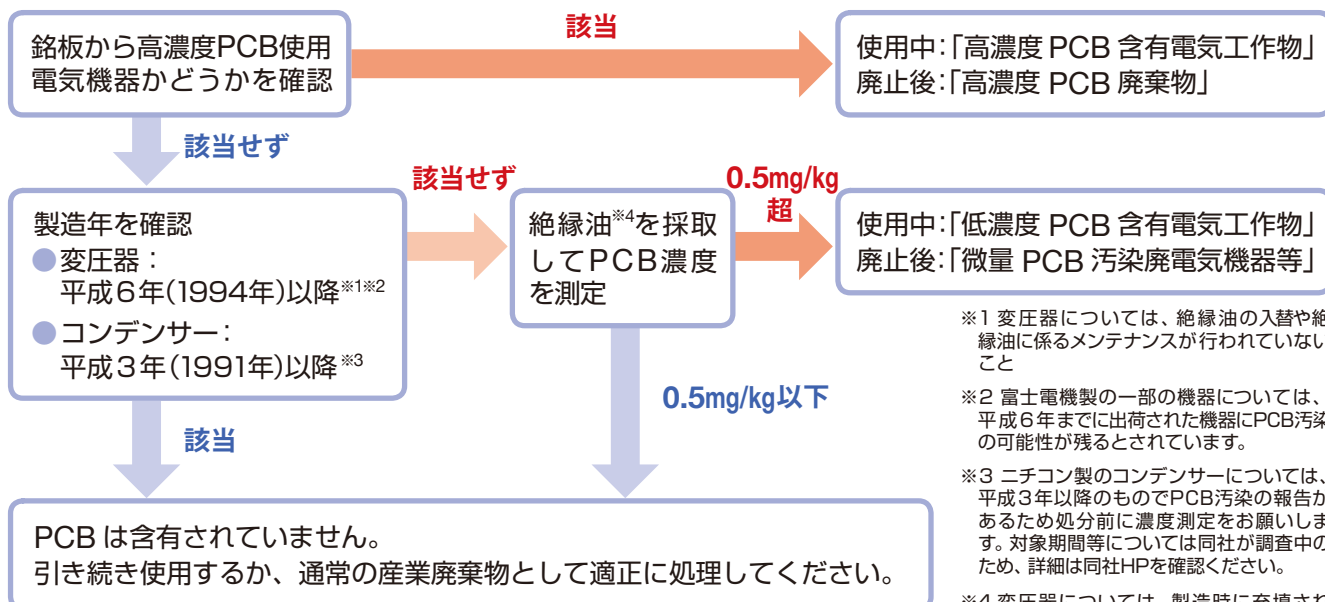 銘板から高濃度PCB使用
電気機器かどうかを確認
該当
使用中:「高濃度 PCB 含有電気工作物」
廃止後:「高濃度 PCB 廃棄物」
該当せず
製造年を確認
●変圧器：
平成6年(1994年)以降※1※2
●コンデンサー：
平成3年(1991年)以降※3
該当せず
絶縁油※4を採取
してPCB濃度
を測定
0.5mg/kg
超
使用中:「低濃度 PCB 含有電気工作物」
廃止後:「微量 PCB 汚染廃電気機器等」
0.5mg/kg以下
該当
PCB は含有されていません。
引き続き使用するか、通常の産業廃棄物として適正に処理してください。
※1 変圧器については、絶縁油の入替や絶
縁油に係るメンテナンスが行われていない
こと
※2 富士電機製の一部の機器については、
平成6年までに出荷された機器にPCB汚染
の可能性が残るとされています。
※3 ニチコン製のコンデンサーについては、
平成3年以降のものでPCB汚染の報告が
あるため処分前に濃度測定をお願いしま
す。対象期間等については同社が調査中の
ため、詳細は同社HPを確認ください。
※4 変圧器については、製造時に充填され